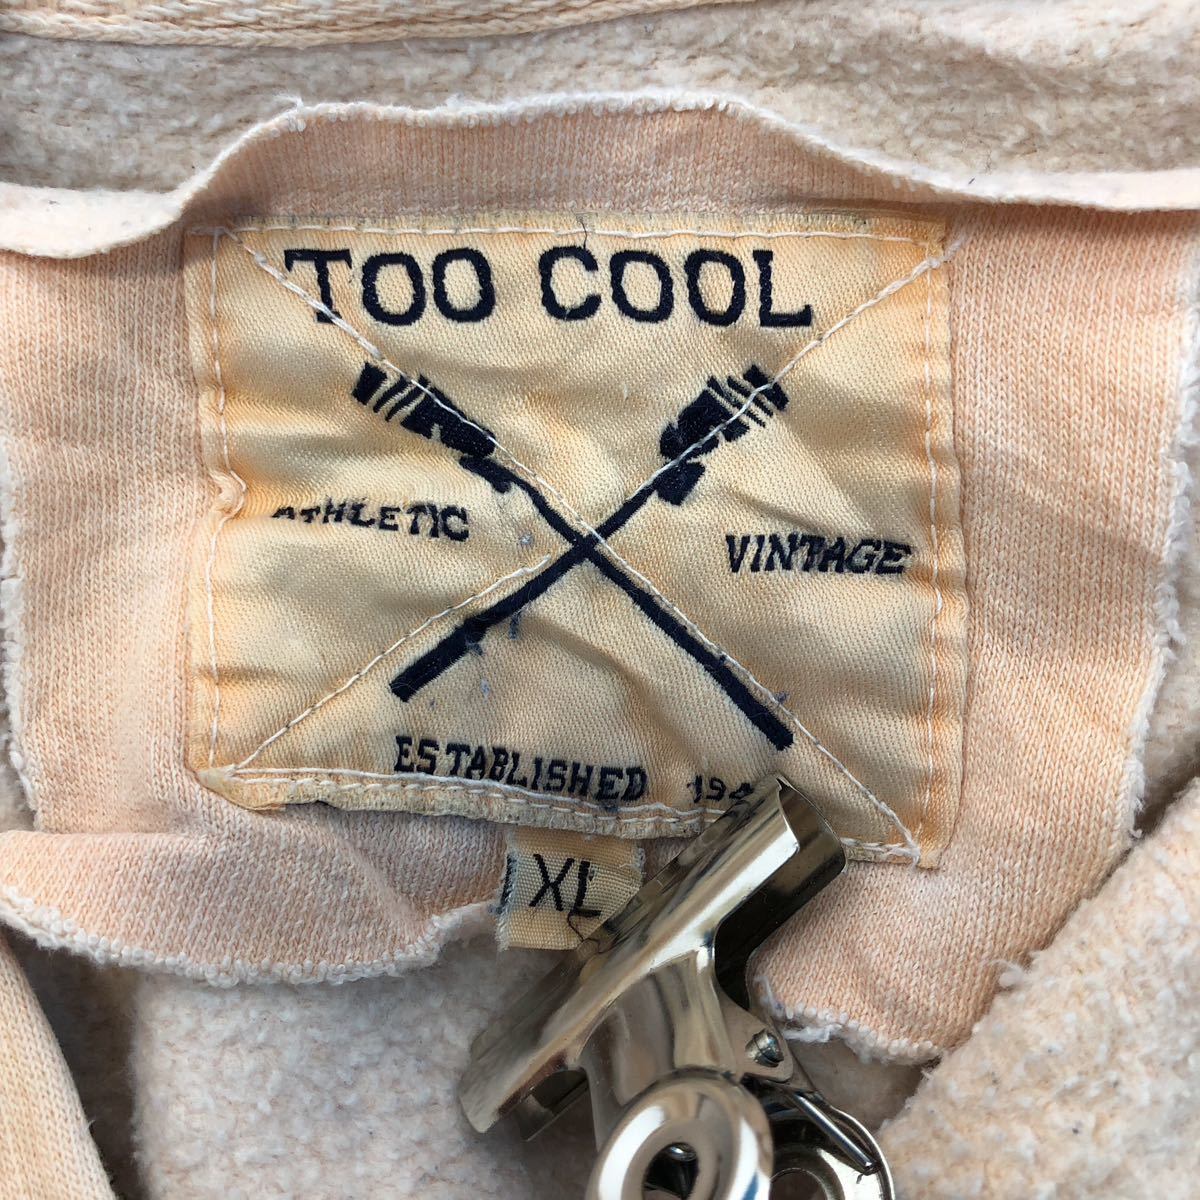 TOO COOL
ATHLETIC
VINTAGE
ESTABLISHED
XL